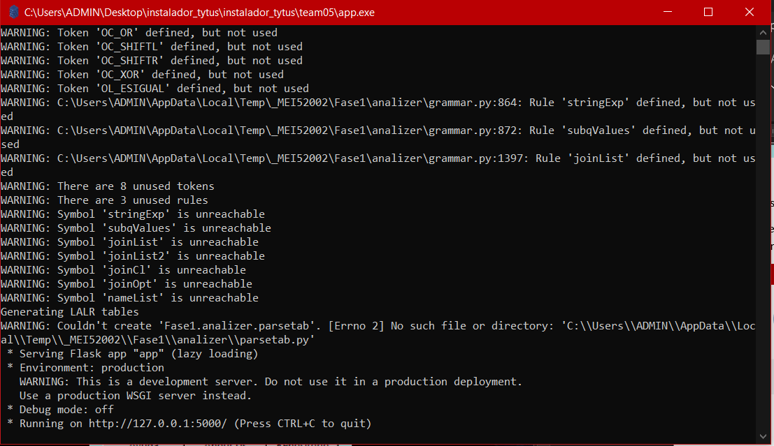 C:\Users\ADMIN\Desktop\instalador_tytus\instalador_tytus\team05\app.exe
WARNING: Token 'OC_OR' defined, but not used
WARNING: Token 'OC_SHIFTL' defined, but not used
WARNING: Token 'OC_SHIFTR' defined, but not used
WARNING: Token 'OC_XOR' defined, but not used
WARNING: Token 'OL_ESIGUAL' defined, but not used
WARNING: C:\Users\ADMIN\AppData\Local\Temp\_MEI52002\Fase1\analizer\grammar.py:864: Rule 'stringExp' defined, but not us
ed
WARNING: C:\Users\ADMIN\AppData\Local\Temp\_MEI52002\Fase1\analizer\grammar.py:872: Rule 'subqValues' defined, but not u
sed
WARNING: C:\Users\ADMIN\AppData\Local\Temp\_MEI52002\Fase1\analizer\grammar.py:1397: Rule 'joinList' defined, but not us
ed
WARNING: There are 8 unused tokens
WARNING: There are 3 unused rules
WARNING: Symbol 'stringExp' is unreachable
WARNING: Symbol 'subqValues' is unreachable
WARNING: Symbol 'joinList' is unreachable
WARNING: Symbol 'joinList2' is unreachable
WARNING: Symbol 'joinCl' is unreachable
WARNING: Symbol 'joinOpt' is unreachable
WARNING: Symbol 'nameList' is unreachable
Generating LALR tables
WARNING: Couldn't create 'Fase1.analizer.parsetab'. [Errno 2] No such file or directory: 'C:\\Users\\ADMIN\\AppData\\Loc
al\\Temp\\_MEI52002\\Fase1\\analizer\\parsetab.py'
 * Serving Flask app "app" (lazy loading)
 * Environment: production
   WARNING: This is a development server. Do not use it in a production deployment.
   Use a production WSGI server instead.
 * Debug mode: off
 * Running on http://127.0.0.1:5000/ (Press CTRL+C to quit)